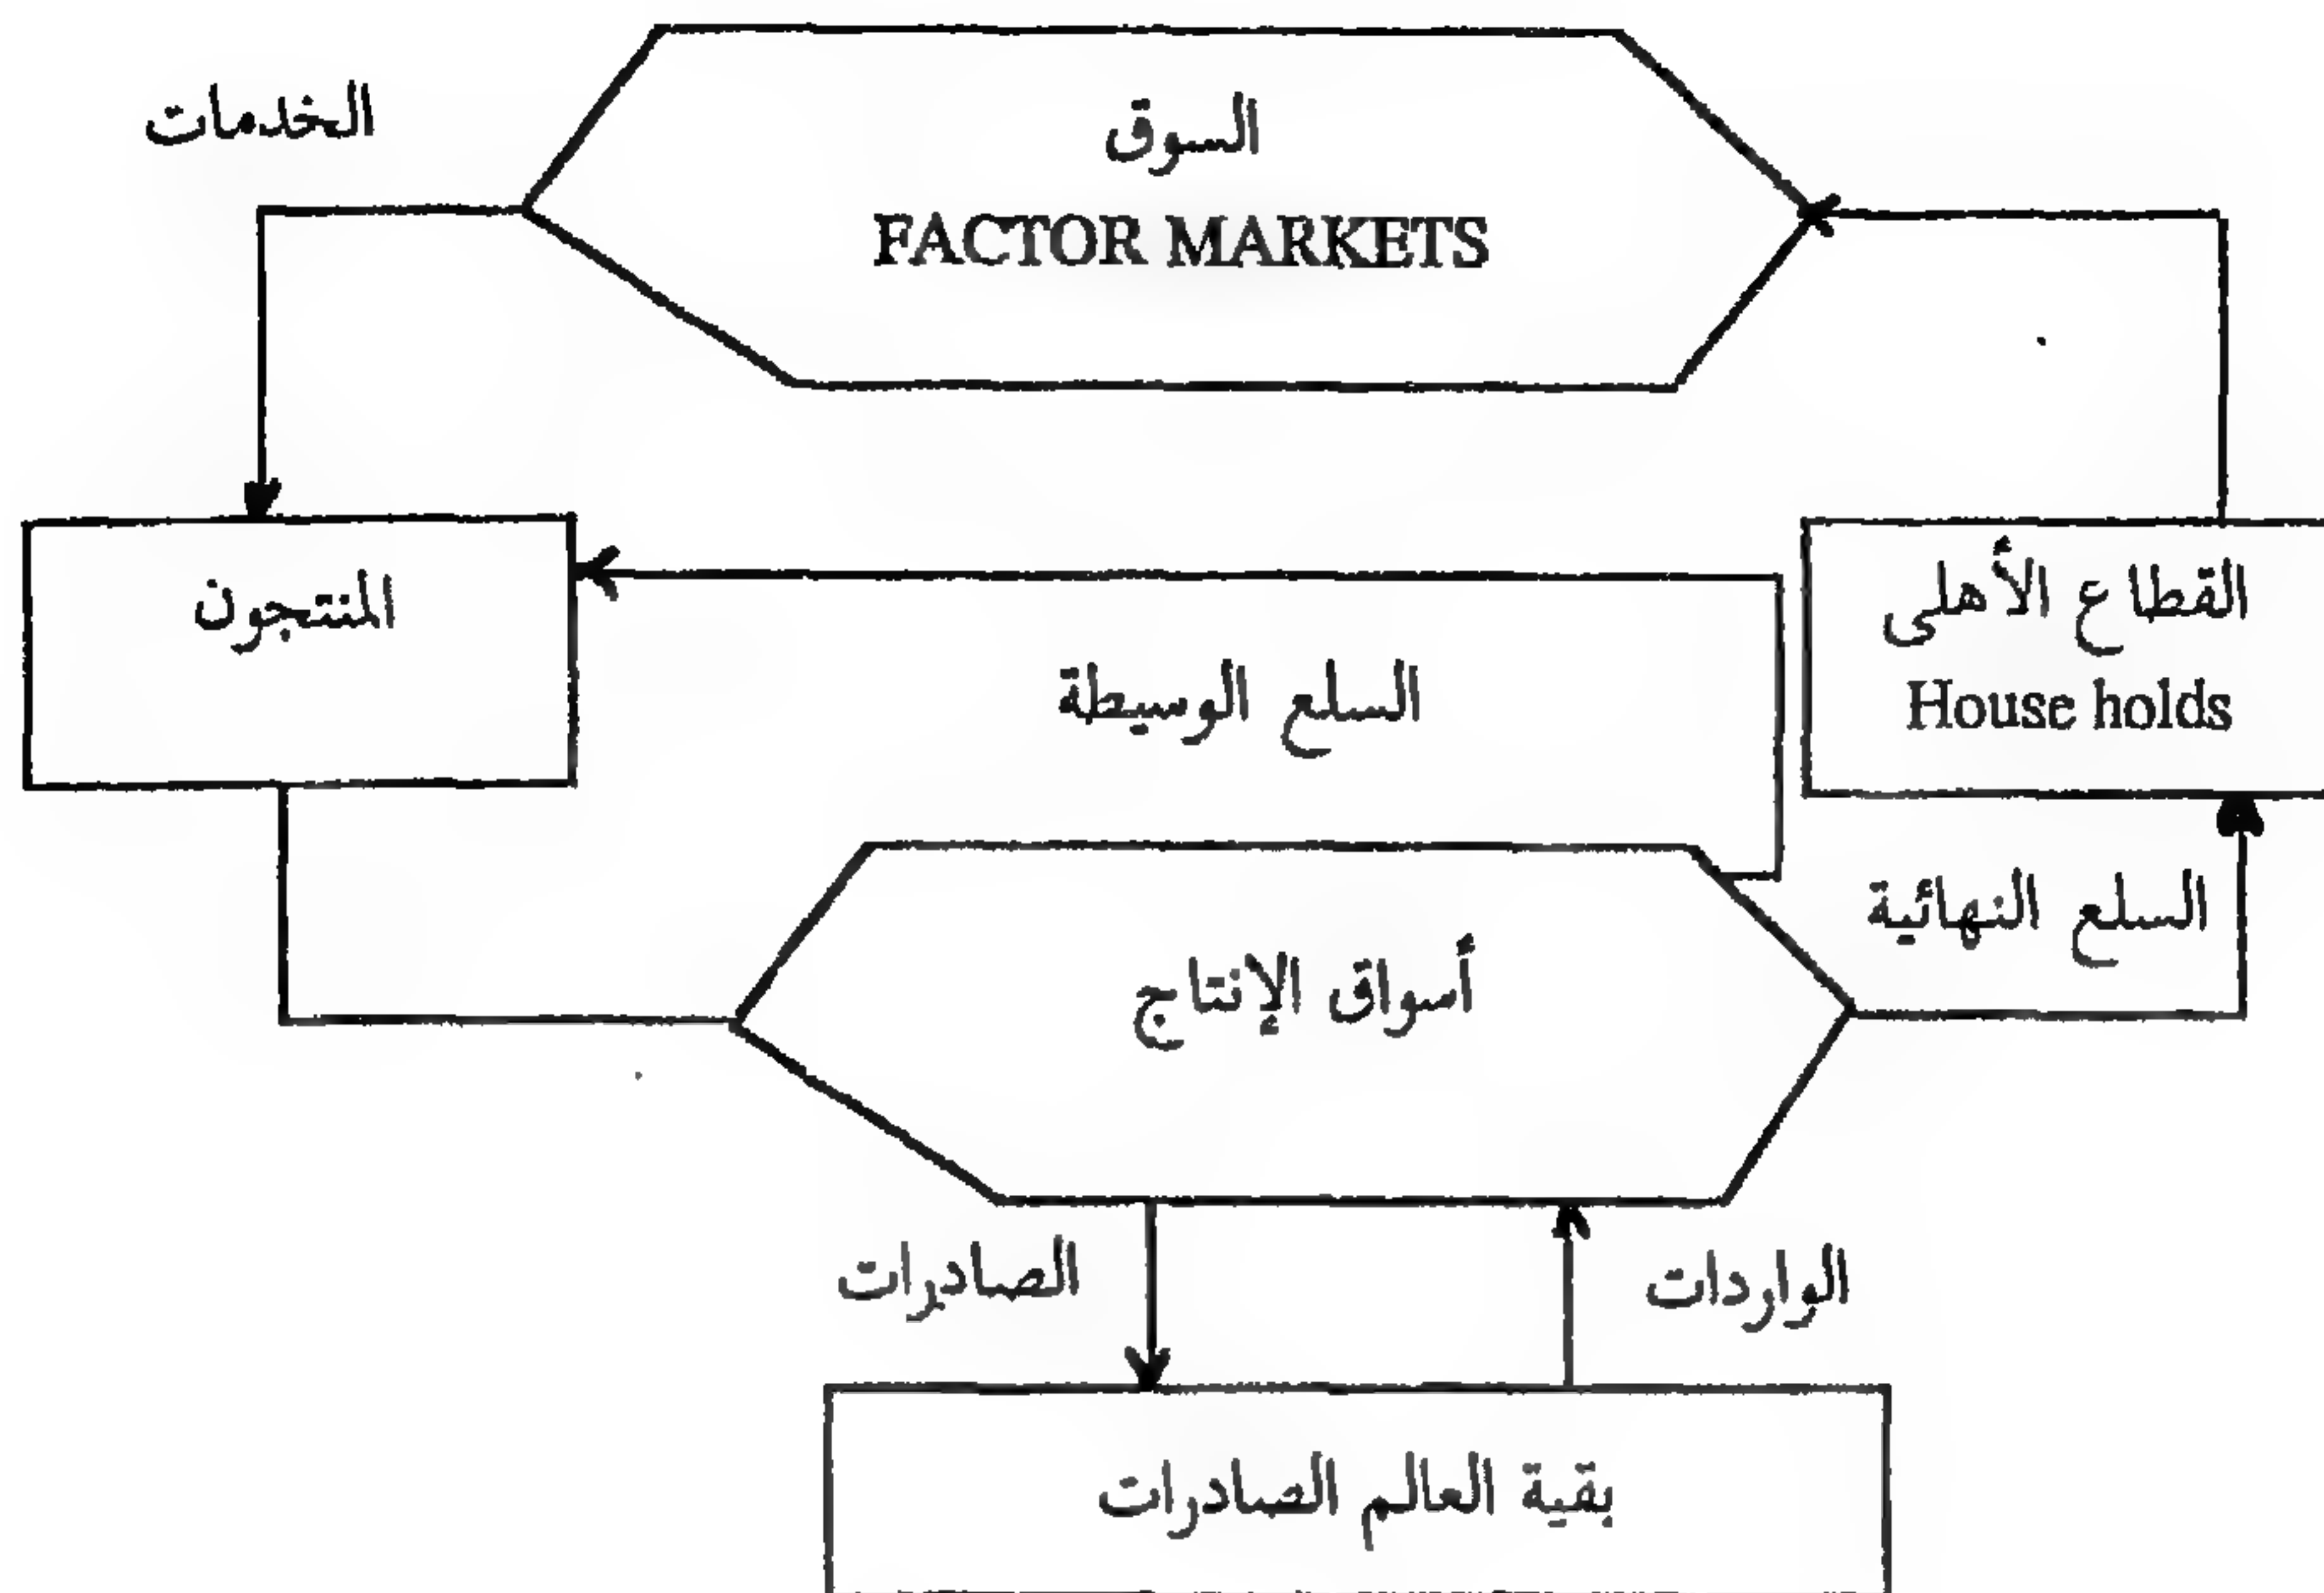 الخدمات
السوق
FACTOR MARKETS
القطاع الأهلى
House holds
المنتجون
السلع الوسيطة
السلع النهائية
أسواق الإنتاج
الواردات
الصادرات
بقية العالم الصادرات